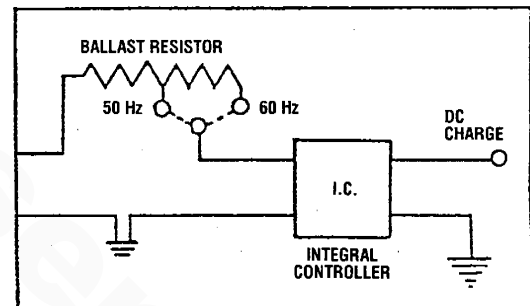 BALLAST RESISTOR
50 Hz
60 Hz
DC
CHARGE
I.C.
INTEGRAL
CONTROLLER